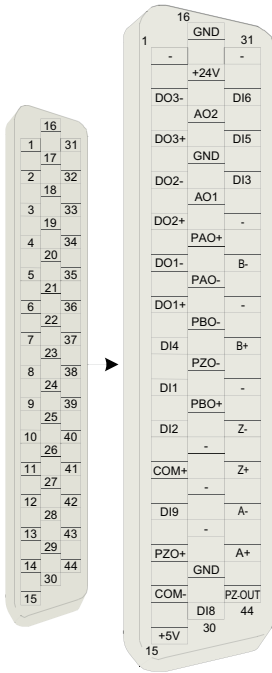 16
1 31
17
2 32
18
3 33
19
4 34
20
5 35
21
6 36
22
7 37
23
8 38
24
9 39
25
10 40
26
11 41
27
12 42
28
13 43
29
14 44
30
15
16
GND
1 31
- -
+24V
DO3- DI6
AO2
DO3+ DI5
GND
DO2- DI3
AO1
DO2+ -
PAO+
DO1- B-
PAO-
DO1+ -
PBO-
DI4 B+
PZO-
DI1 -
PBO+
DI2 Z-
-
COM+ Z+
-
DI9 A-
-
PZO+ A+
GND
COM- PZ-OUT
DI8 44
+5V 30
15